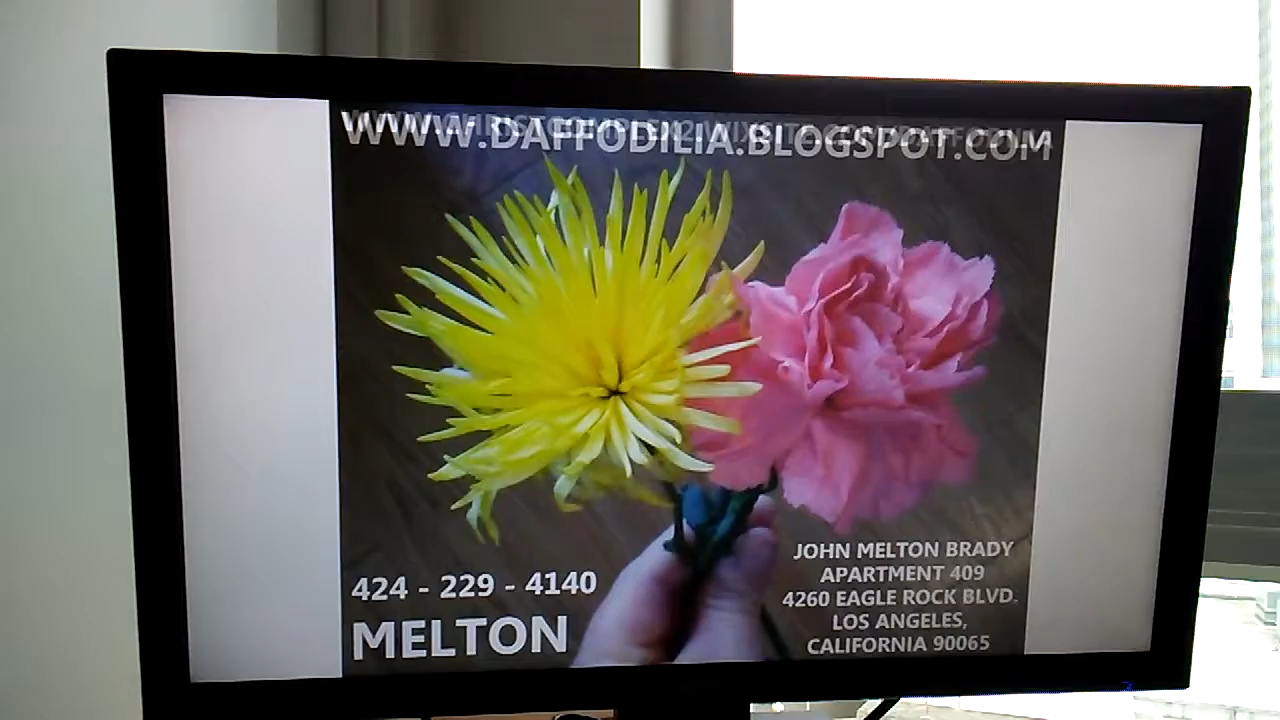 WWW.DAFFODILIA.BLOGSPOT.COM
424 - 229 - 4140
MELTON
JOHN MELTON BRADY
APARTMENT 409
4260 EAGLE ROCK BLVD.
LOS ANGELES,
CALIFORNIA 90065